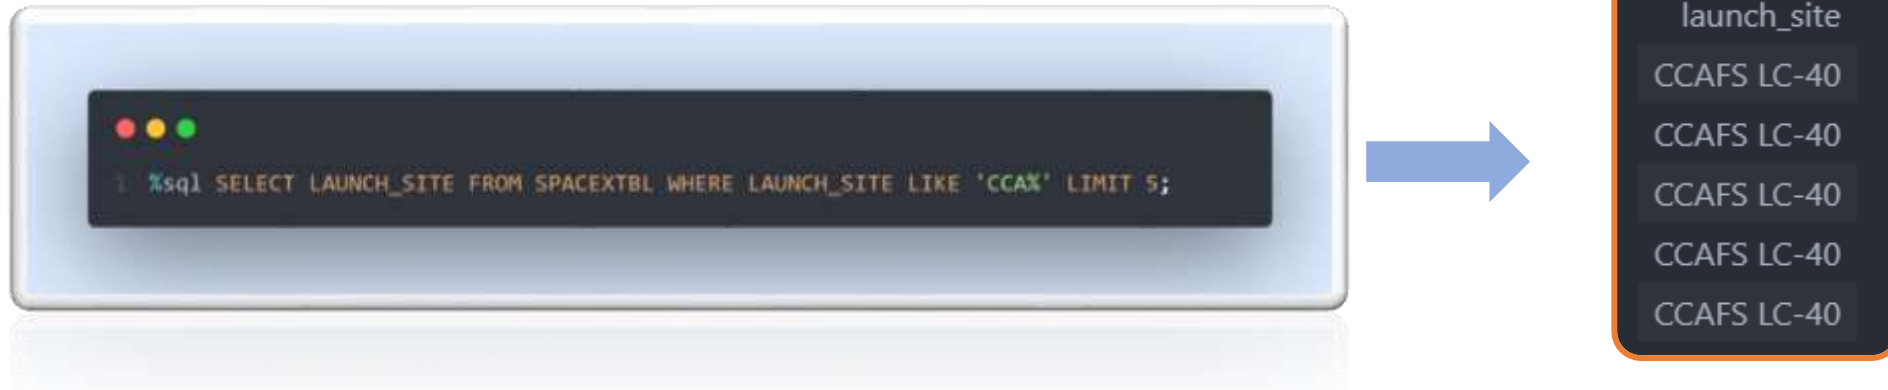 1 %sql SELECT LAUNCH_SITE FROM SPACEXTBL WHERE LAUNCH_SITE LIKE 'CCA%' LIMIT 5;
launch_site
CCAFS LC-40
CCAFS LC-40
CCAFS LC-40
CCAFS LC-40
CCAFS LC-40